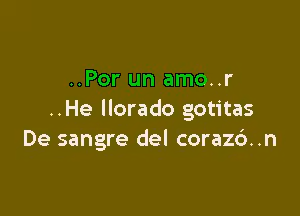 ..Por un amo..r
..He llorado gotitas
De sangre del corazó..n